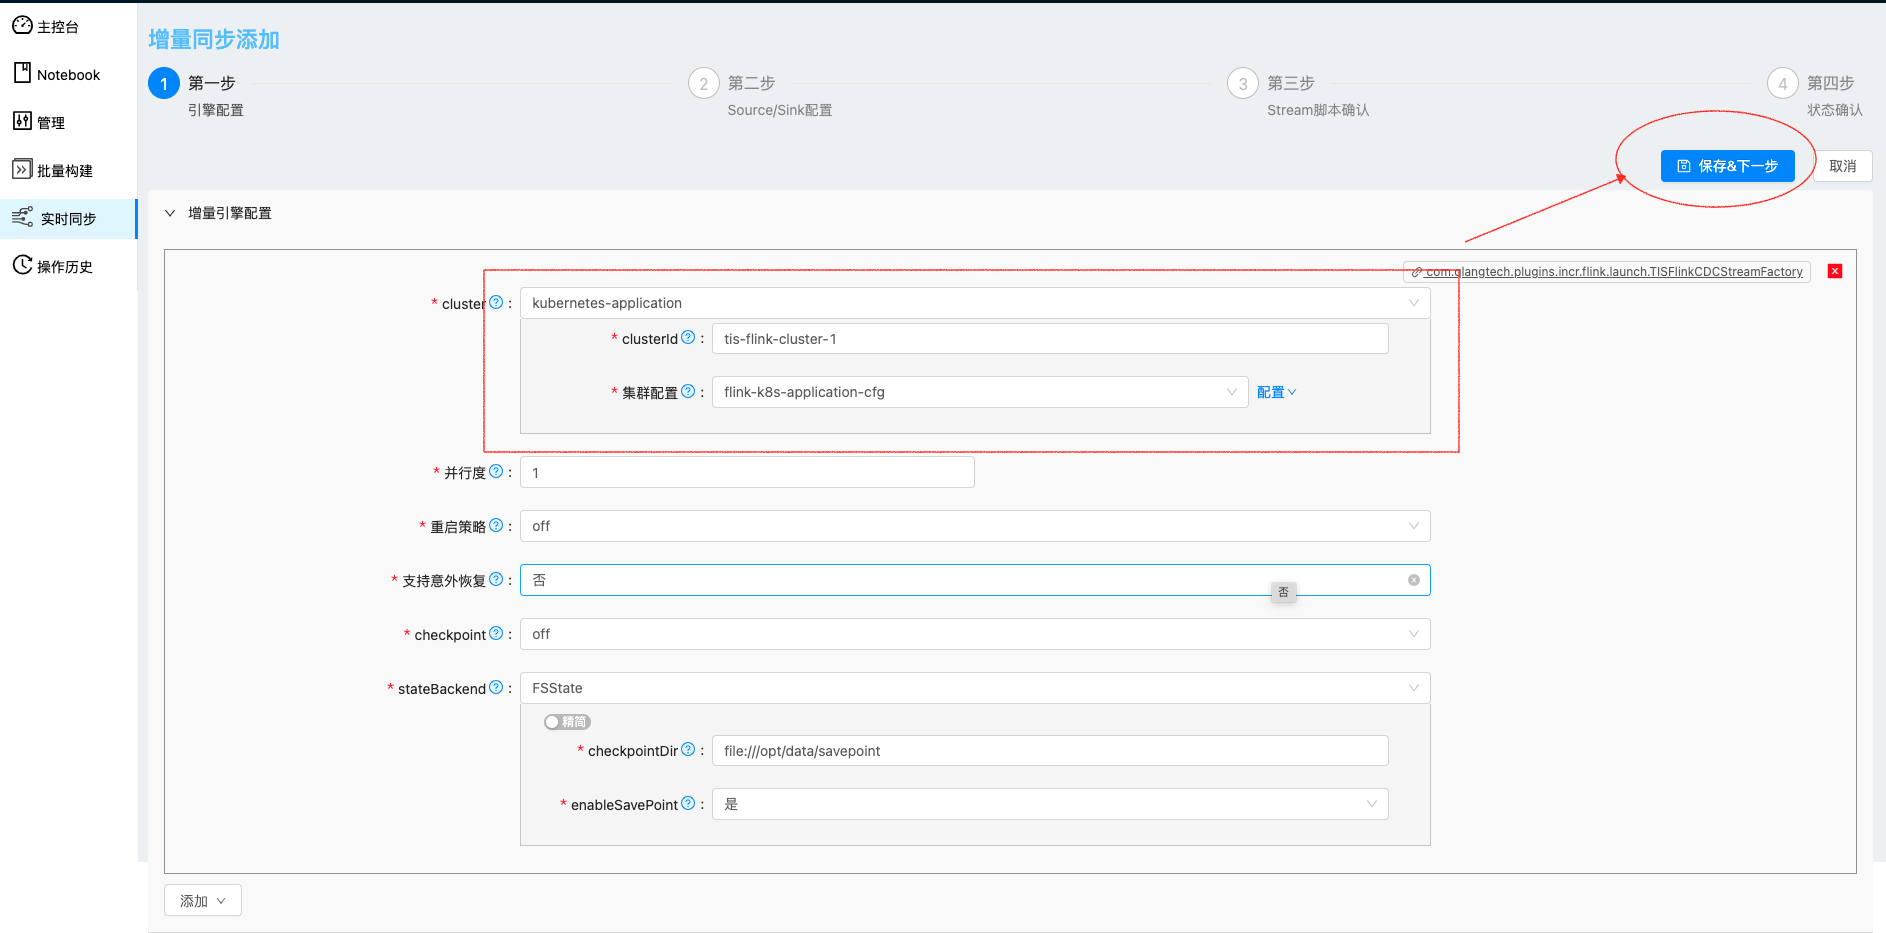 主控台
Notebook
管理
批量构建
实时同步
操作历史
增量同步添加
1 第一步
引擎配置
2 第二步
Source/Sink配置
3 第三步
Stream脚本确认
4 第四步
状态确认
保存&下一步
取消
增量引擎配置
com.qlangtech.plugins.incr.flink.launch.TISFlinkCDCStreamFactory
* cluster ? : kubernetes-application
* clusterId ? : tis-flink-cluster-1
* 集群配置 ? : flink-k8s-application-cfg 配置
* 并行度 ? : 1
* 重启策略 ? : off
* 支持意外恢复 ? : 否
否
* checkpoint ? : off
* stateBackend ? : FSState
精简
* checkpointDir ? : file:///opt/data/savepoint
* enableSavePoint ? : 是
添加